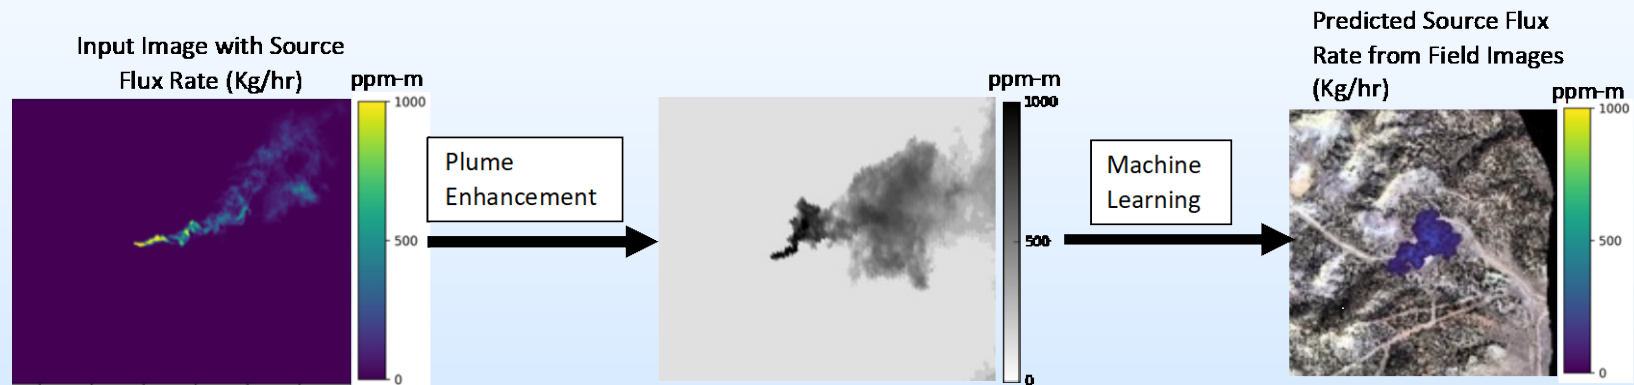 Input Image with Source
Flux Rate (Kg/hr)
ppm-m
1000
500
0
Plume
Enhancement
ppm-m
1000
500
0
Machine
Learning
Predicted Source Flux
Rate from Field Images
(Kg/hr)
ppm-m
1000
500
0